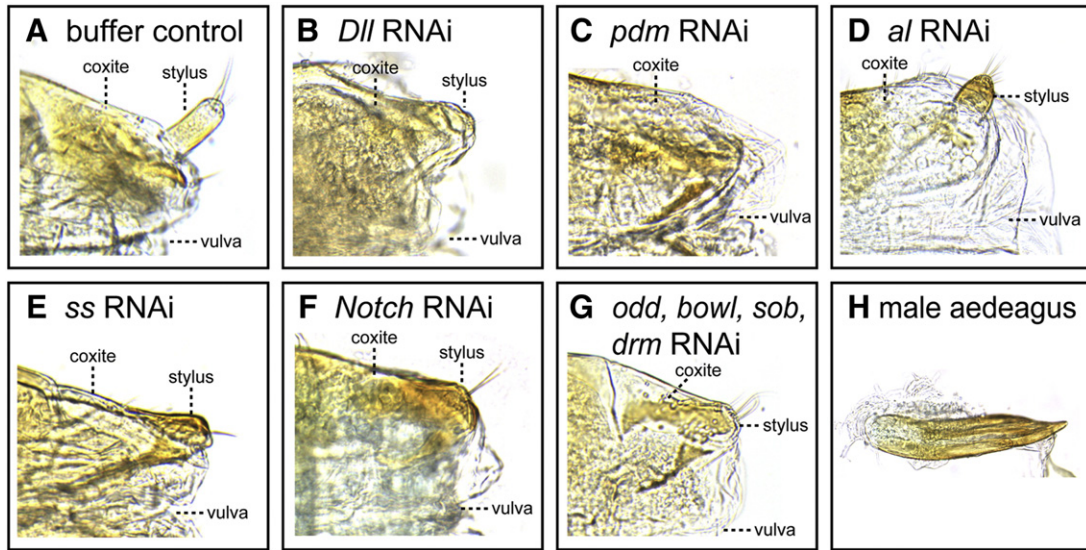 A buffer control
coxite
stylus
vulva
B Dll RNAi
coxite
stylus
vulva
C pdm RNAi
coxite
vulva
D al RNAi
coxite
stylus
vulva
E ss RNAi
coxite
stylus
vulva
F Notch RNAi
coxite
stylus
vulva
G odd, bowl, sob,
drm RNAi
coxite
stylus
vulva
H male aedeagus